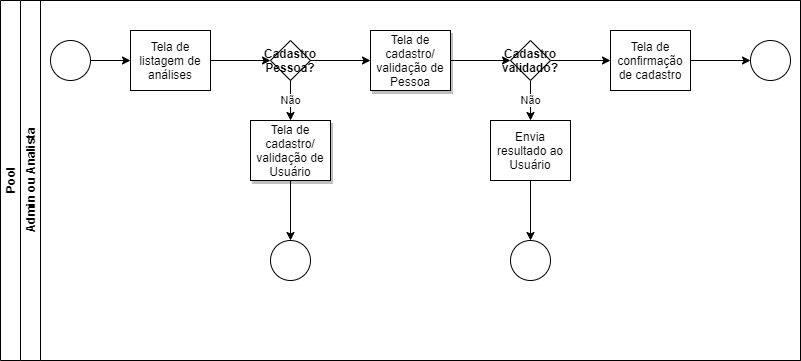 Pool
Admin ou Analista
Tela de
listagem de
análises
Cadastro
Pessoa?
Tela de
cadastro/
validação de
Pessoa
Cadastro
validado?
Tela de
confirmação
de cadastro
Não
Não
Tela de
cadastro/
validação de
Usuário
Envia
resultado ao
Usuário